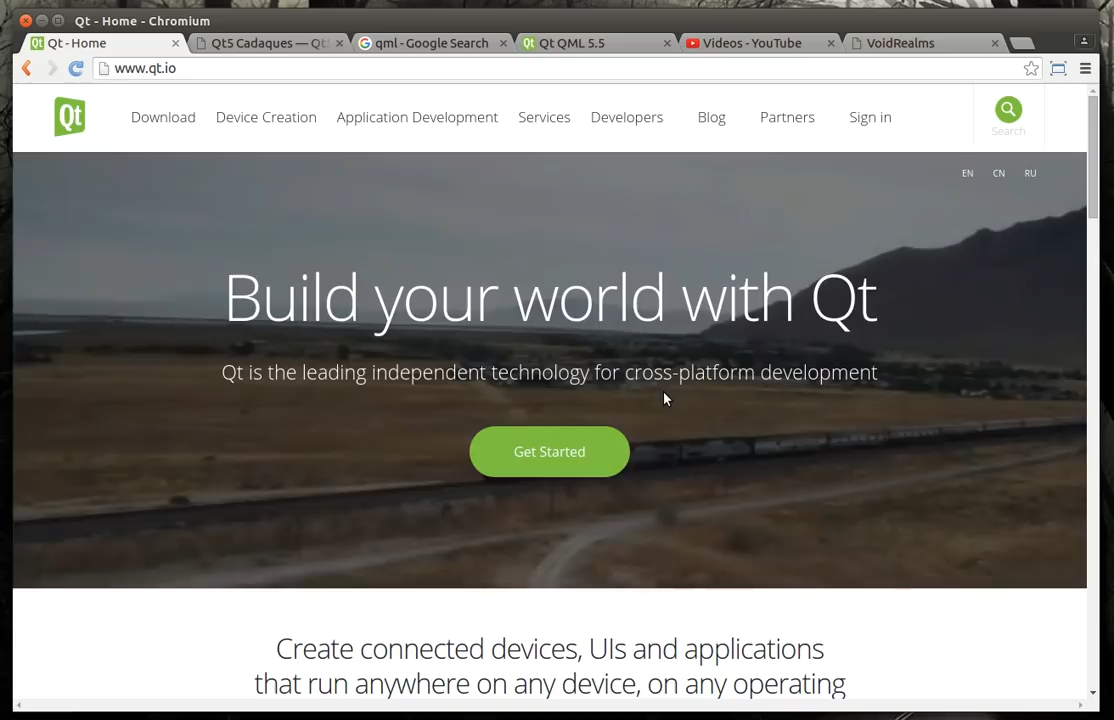 Qt - Home - Chromium
Qt - Home
Qt5 Cadaques — Qt5
qml - Google Search
Qt QML 5.5
Videos - YouTube
VoidRealms
www.qt.io
Qt
Download
Device Creation
Application Development
Services
Developers
Blog
Partners
Sign in
Search
EN
CN
RU
Build your world with Qt
Qt is the leading independent technology for cross-platform development
Get Started
Create connected devices, UIs and applications
that run anywhere on any device, on any operating